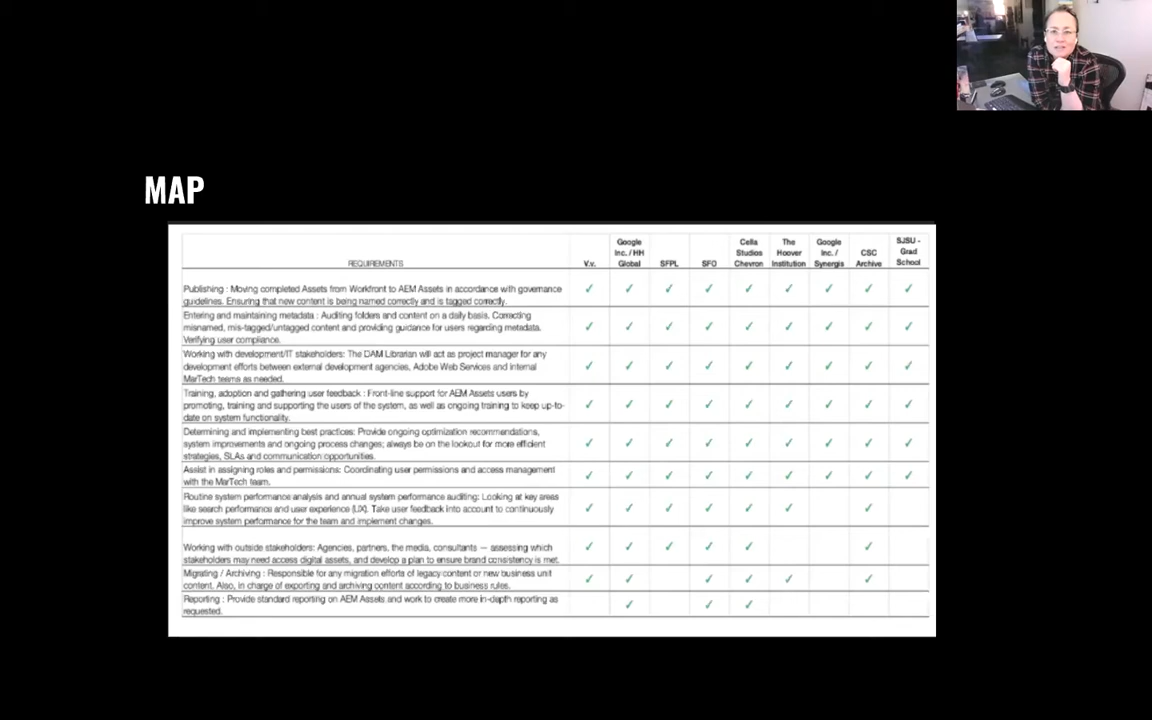 MAP
REQUIREMENTS
V.v.
Google
Inc. / HH
Global
SFPL
SFO
Cella
Studios
Chevron
The
Hoover
Institution
Google
Inc. /
Synergis
CSC
Archive
SJSU -
Grad
School
Publishing : Moving completed Assets from Workfront to AEM Assets in accordance with governance
guidelines. Ensuring that new content is being named correctly and is tagged correctly.
✓ ✓ ✓ ✓ ✓ ✓ ✓ ✓ ✓
Entering and maintaining metadata : Auditing folders and content on a daily basis. Correcting
misnamed, mis-tagged/untagged content and providing guidance for users regarding metadata.
Verifying user compliance.
✓ ✓ ✓ ✓ ✓ ✓ ✓ ✓ ✓
Working with development/IT stakeholders: The DAM Librarian will act as project manager for any
development efforts between external development agencies, Adobe Web Services and internal
MarTech teams as needed.
✓ ✓ ✓ ✓ ✓ ✓ ✓ ✓ ✓
Training, adoption and gathering user feedback : Front-line support for AEM Assets users by
promoting, training and supporting the users of the system, as well as ongoing training to keep up-to-
date on system functionality.
✓ ✓ ✓ ✓ ✓ ✓ ✓ ✓ ✓
Determining and implementing best practices: Provide ongoing optimization recommendations,
system improvements and ongoing process changes; always be on the lookout for more efficient
strategies, SLAs and communication opportunities.
✓ ✓ ✓ ✓ ✓ ✓ ✓ ✓ ✓
Assist in assigning roles and permissions: Coordinating user permissions and access management
with the MarTech team.
✓ ✓ ✓ ✓ ✓ ✓ ✓ ✓ ✓
Routine system performance analysis and annual system performance auditing: Looking at key areas
like search performance and user experience (UX). Take user feedback into account to continuously
improve system performance for the team and implement changes.
✓ ✓ ✓ ✓ ✓ ✓ ✓
Working with outside stakeholders: Agencies, partners, the media, consultants — assessing which
stakeholders may need access digital assets, and develop a plan to ensure brand consistency is met.
✓ ✓ ✓ ✓ ✓ ✓
Migrating / Archiving : Responsible for any migration efforts of legacy content or new business unit
content. Also, in charge of exporting and archiving content according to business rules.
✓ ✓ ✓ ✓ ✓ ✓
Reporting : Provide standard reporting on AEM Assets and work to create more in-depth reporting as
requested.
✓ ✓ ✓